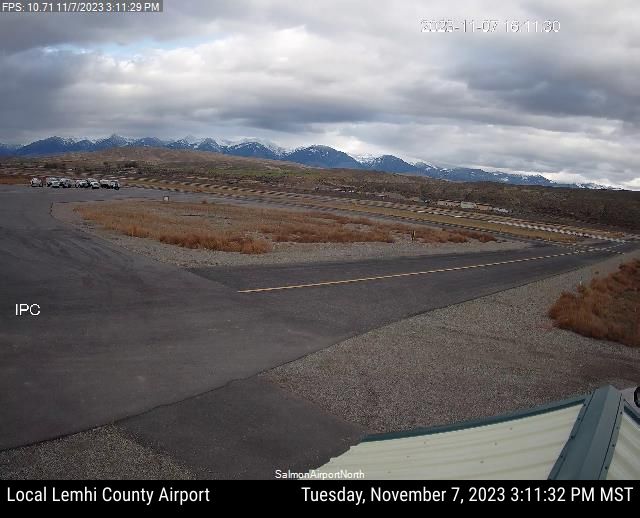 FPS: 10.71 11/7/2023 3:11:29 PM
2023-11-07 16:11:30
IPC
SalmonAirportNorth
Local Lemhi County Airport Tuesday, November 7, 2023 3:11:32 PM MST